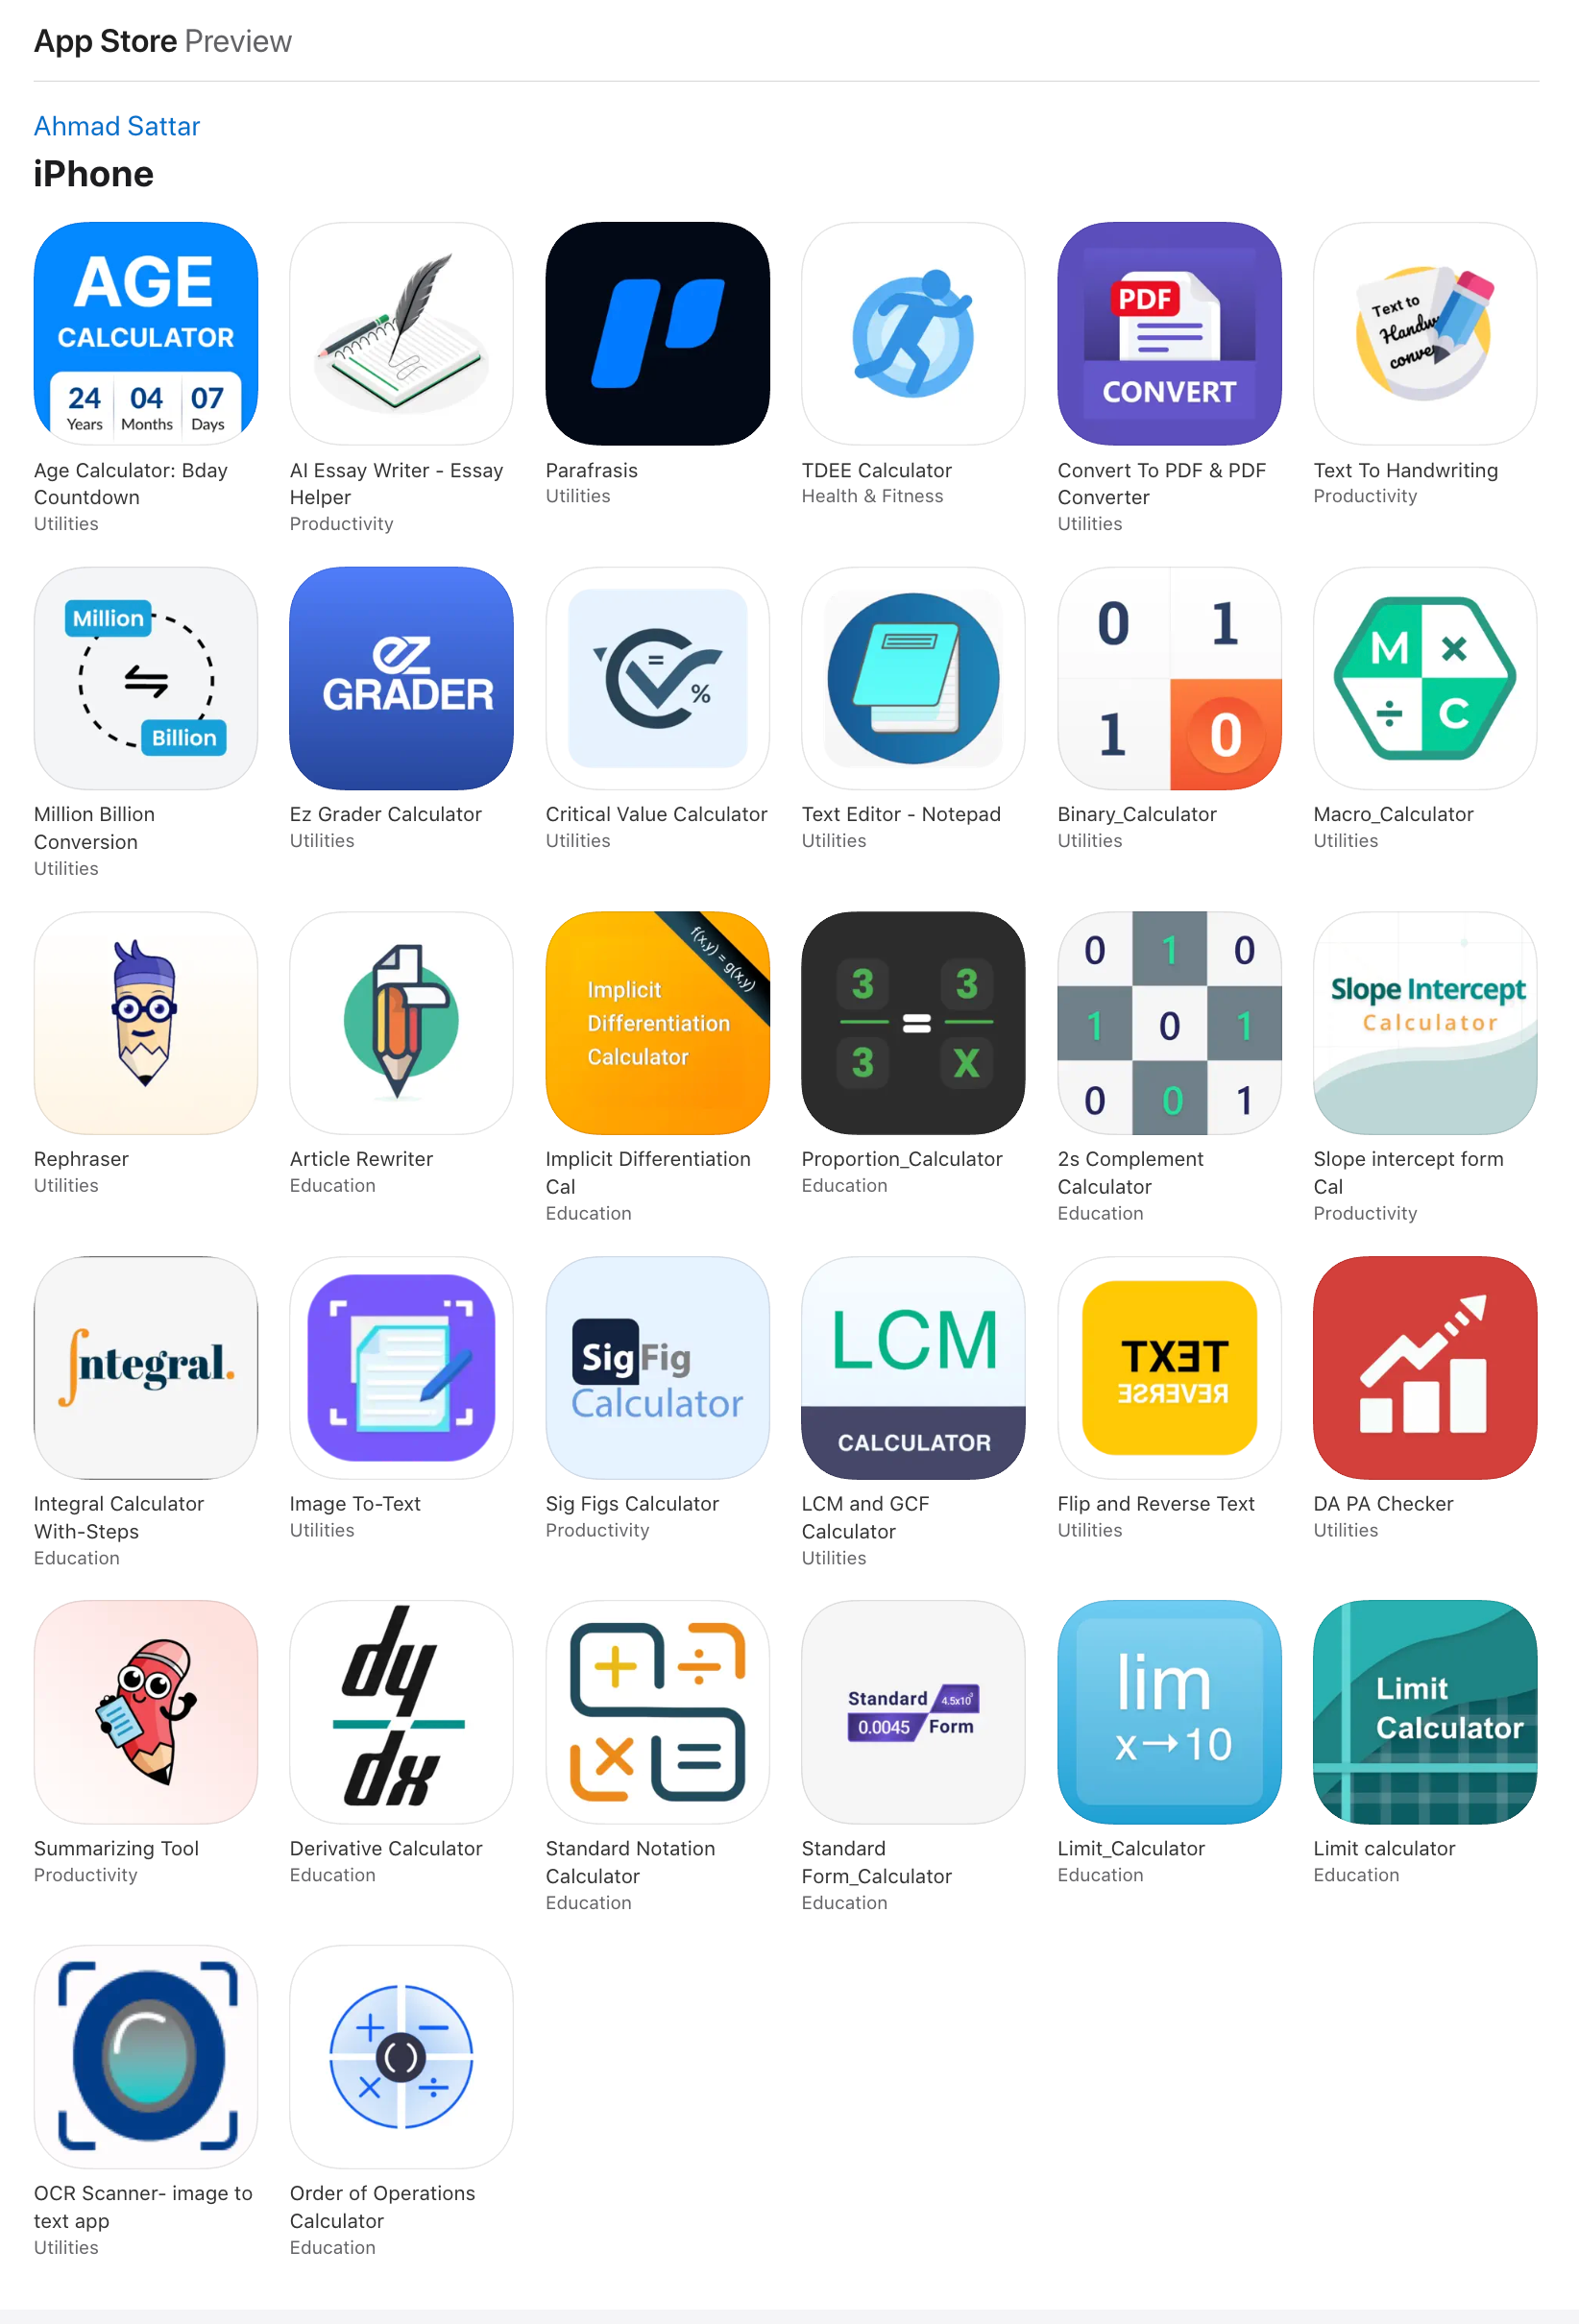 App Store Preview
Ahmad Sattar
iPhone
AGE
CALCULATOR
24 04 07
Years Months Days
Age Calculator: Bday
Countdown
Utilities
AI Essay Writer - Essay
Helper
Productivity
Parafrasis
Utilities
TDEE Calculator
Health & Fitness
PDF
CONVERT
Convert To PDF & PDF
Converter
Utilities
Text to
Handw
conve
Text To Handwriting
Productivity
Million
⇋
Billion
Million Billion
Conversion
Utilities
ez
GRADER
Ez Grader Calculator
Utilities
=
%
Critical Value Calculator
Utilities
Text Editor - Notepad
Utilities
0 1
1 0
Binary_Calculator
Utilities
M ×
÷ C
Macro_Calculator
Utilities
Rephraser
Utilities
Article Rewriter
Education
f(x,y) = g(x,y)
Implicit
Differentiation
Calculator
Implicit Differentiation
Cal
Education
3 3
=
3 X
Proportion_Calculator
Education
0 1 0
1 0 1
0 0 1
2s Complement
Calculator
Education
Slope Intercept
Calculator
Slope intercept form
Cal
Productivity
∫ntegral.
Integral Calculator
With-Steps
Education
Image To-Text
Utilities
SigFig
Calculator
Sig Figs Calculator
Productivity
LCM
CALCULATOR
LCM and GCF
Calculator
Utilities
TEXT
REVERSE
Flip and Reverse Text
Utilities
DA PA Checker
Utilities
Summarizing Tool
Productivity
dy
dx
Derivative Calculator
Education
+ ÷
× =
Standard Notation
Calculator
Education
Standard 4.5x10³
0.0045 Form
Standard
Form_Calculator
Education
lim
x→10
Limit_Calculator
Education
Limit
Calculator
Limit calculator
Education
OCR Scanner- image to
text app
Utilities
+ −
()
× ÷
Order of Operations
Calculator
Education